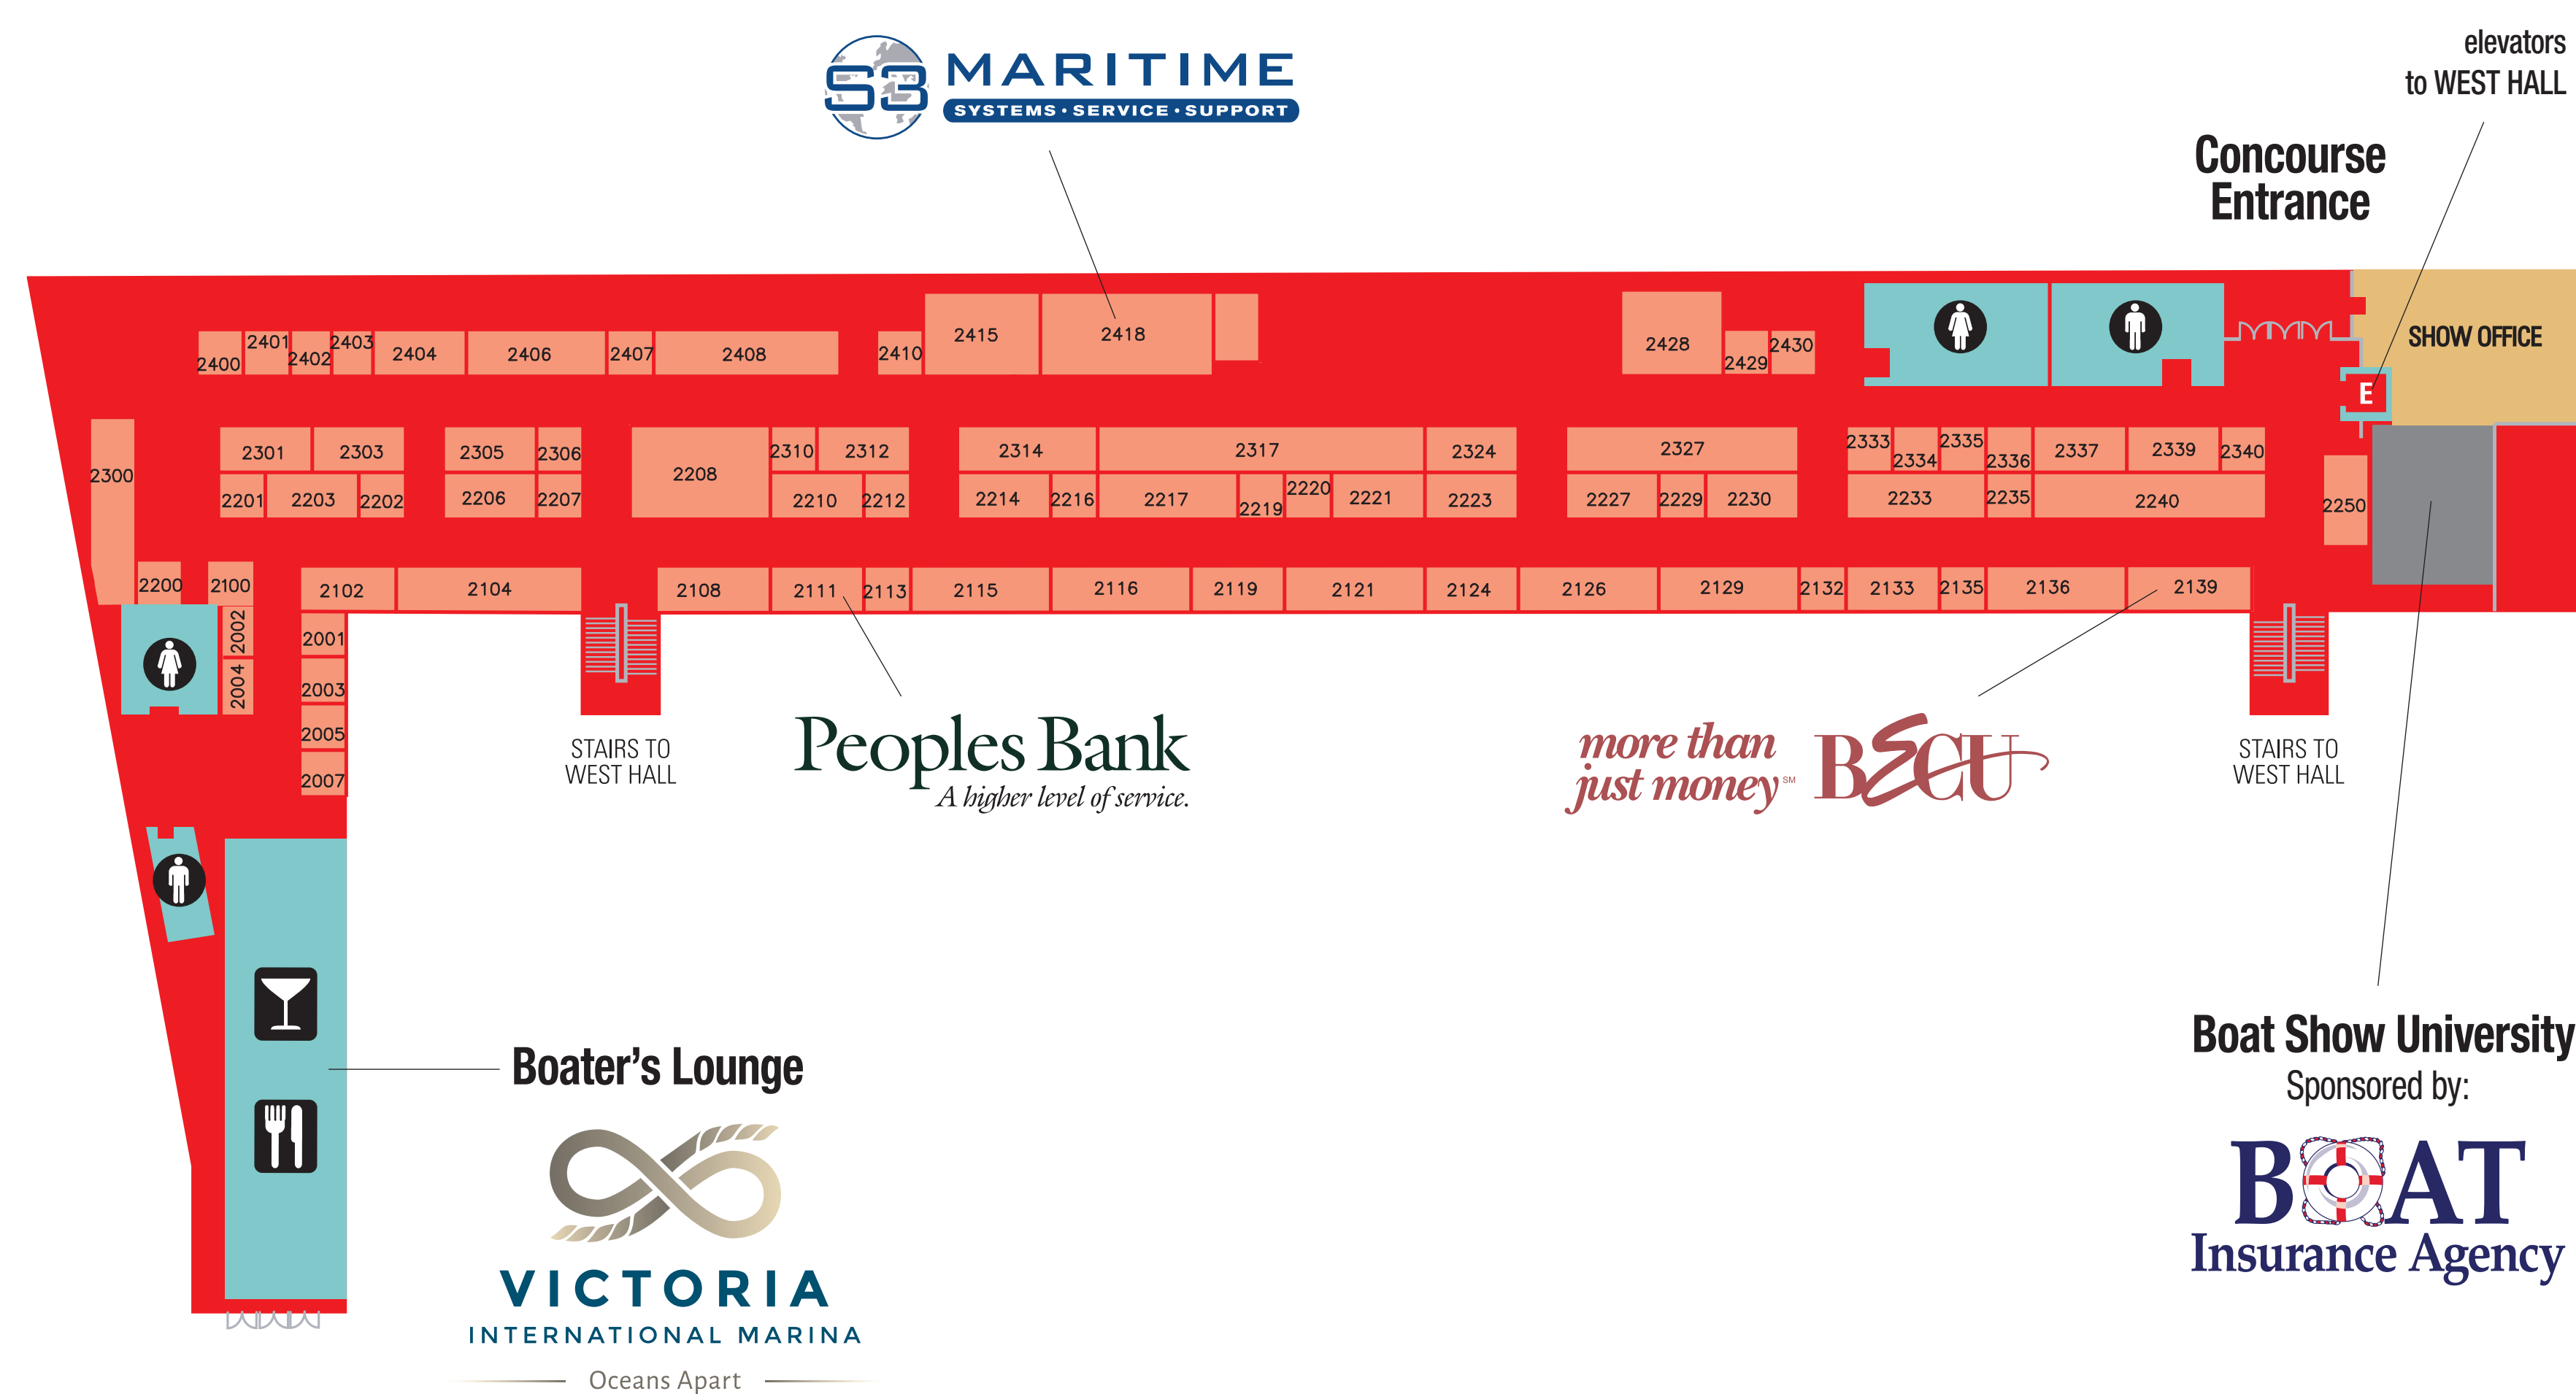 elevators
to WEST HALL
S3 MARITIME
SYSTEMS • SERVICE • SUPPORT
Concourse
Entrance
SHOW OFFICE
E
2400 2401 2402 2403 2404 2406 2407 2408 2410 2415 2418 2428 2429 2430
2300 2301 2303 2305 2306 2310 2312 2314 2317 2324 2327 2333 2334 2335 2336 2337 2339 2340
2201 2203 2202 2206 2207 2208 2210 2212 2214 2216 2217 2219 2220 2221 2223 2227 2229 2230 2233 2235 2240 2250
2200 2100 2102 2104 2108 2111 2113 2115 2116 2119 2121 2124 2126 2129 2132 2133 2135 2136 2139
2002 2001
2004 2003
2005
2007
STAIRS TO
WEST HALL
Peoples Bank
A higher level of service.
more than
just money℠ BECU
STAIRS TO
WEST HALL
Boater’s Lounge
VICTORIA
INTERNATIONAL MARINA
Oceans Apart
Boat Show University
Sponsored by:
BOAT
Insurance Agency